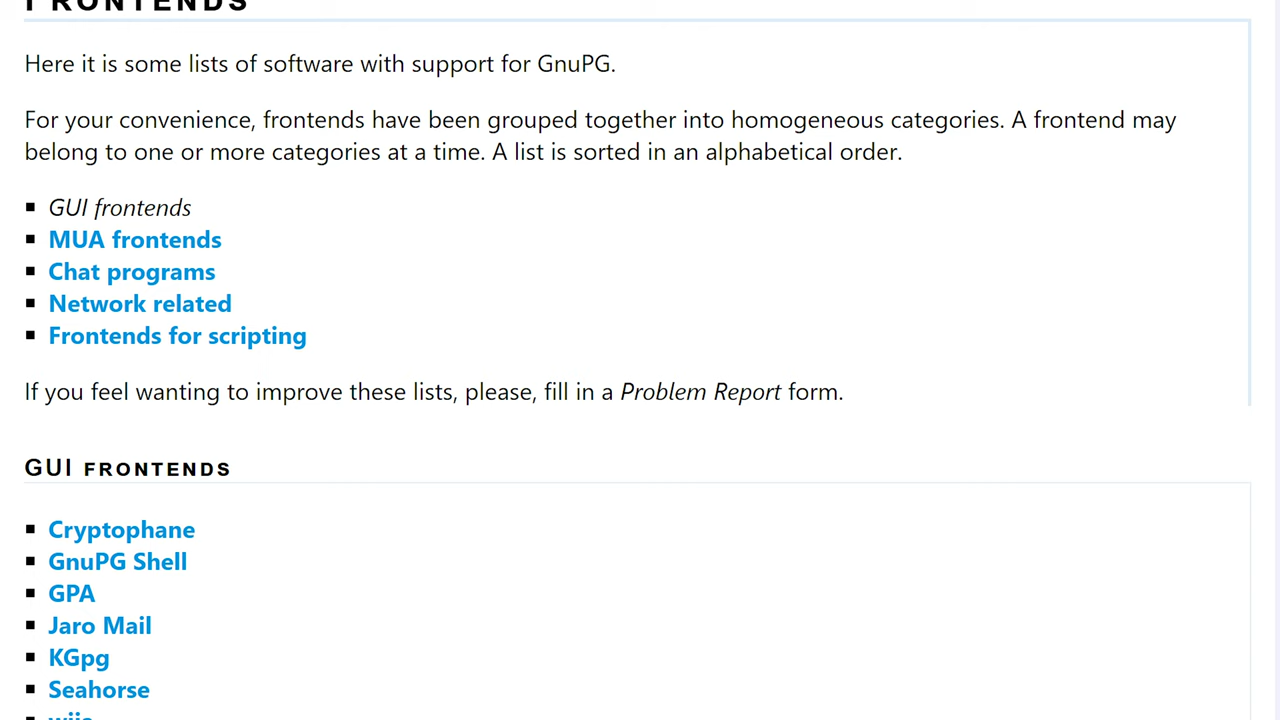 FRONTENDS
Here it is some lists of software with support for GnuPG.
For your convenience, frontends have been grouped together into homogeneous categories. A frontend may
belong to one or more categories at a time. A list is sorted in an alphabetical order.
GUI frontends
MUA frontends
Chat programs
Network related
Frontends for scripting
If you feel wanting to improve these lists, please, fill in a Problem Report form.
GUI FRONTENDS
Cryptophane
GnuPG Shell
GPA
Jaro Mail
KGpg
Seahorse